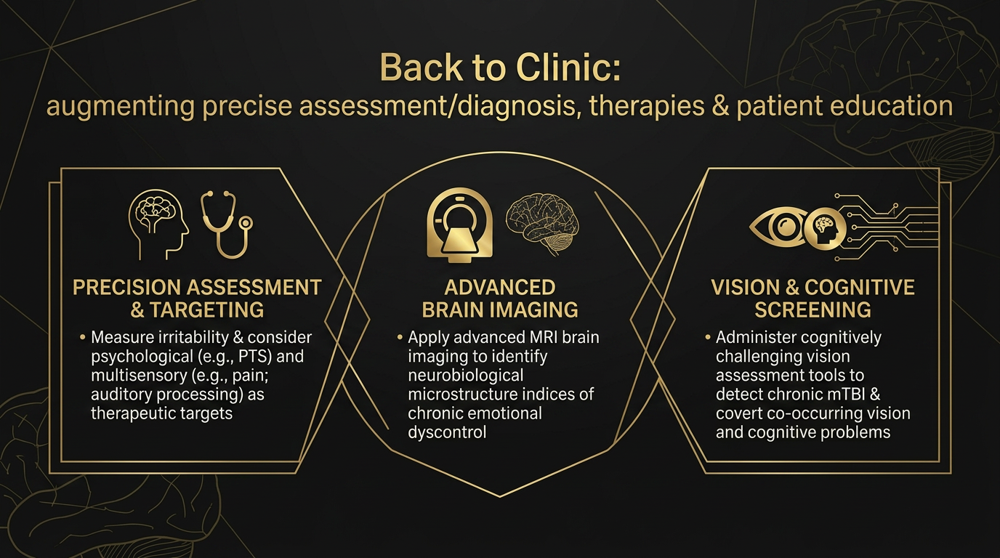 Back to Clinic:
augmenting precise assessment/diagnosis, therapies & patient education
PRECISION ASSESSMENT
& TARGETING
• Measure irritability & consider
psychological (e.g., PTS) and
multisensory (e.g., pain;
auditory processing) as
therapeutic targets
ADVANCED
BRAIN IMAGING
• Apply advanced MRI brain
imaging to identify
neurobiological
microstructure indices of
chronic emotional
dyscontrol
VISION & COGNITIVE
SCREENING
• Administer cognitively
challenging vision
assessment tools to
detect chronic mTBI &
covert co-occurring vision
and cognitive problems